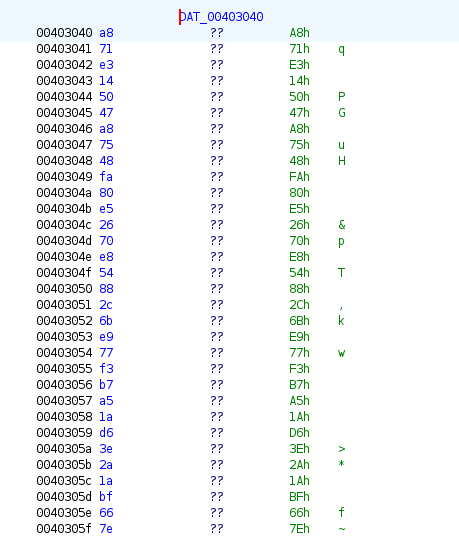 DAT_00403040
00403040 a8 ?? A8h
00403041 71 ?? 71h q
00403042 e3 ?? E3h
00403043 14 ?? 14h
00403044 50 ?? 50h P
00403045 47 ?? 47h G
00403046 a8 ?? A8h
00403047 75 ?? 75h u
00403048 48 ?? 48h H
00403049 fa ?? FAh
0040304a 80 ?? 80h
0040304b e5 ?? E5h
0040304c 26 ?? 26h &
0040304d 70 ?? 70h p
0040304e e8 ?? E8h
0040304f 54 ?? 54h T
00403050 88 ?? 88h
00403051 2c ?? 2Ch ,
00403052 6b ?? 6Bh k
00403053 e9 ?? E9h
00403054 77 ?? 77h w
00403055 f3 ?? F3h
00403056 b7 ?? B7h
00403057 a5 ?? A5h
00403058 1a ?? 1Ah
00403059 d6 ?? D6h
0040305a 3e ?? 3Eh >
0040305b 2a ?? 2Ah *
0040305c 1a ?? 1Ah
0040305d bf ?? BFh
0040305e 66 ?? 66h f
0040305f 7e ?? 7Eh ~